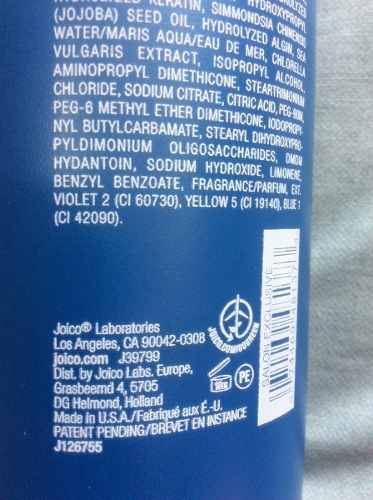 (JOJOBA) SEED OIL, HYDROLYZED ALGIN, SEA
WATER/MARIS AQUA/EAU DE MER, CHLORELLA
VULGARIS EXTRACT, ISOPROPYL ALCOHOL,
AMINOPROPYL DIMETHICONE, STEARTRIMONIUM
CHLORIDE, SODIUM CITRATE, CITRIC ACID, PEG-90M,
PEG-6 METHYL ETHER DIMETHICONE, IODOPROPY-
NYL BUTYLCARBAMATE, STEARYL DIHYDROXYPRO-
PYLDIMONIUM OLIGOSACCHARIDES, DMDM
HYDANTOIN, SODIUM HYDROXIDE, LIMONENE,
BENZYL BENZOATE, FRAGRANCE/PARFUM, EXT.
VIOLET 2 (CI 60730), YELLOW 5 (CI 19140), BLUE 1
(CI 42090).
Joico® Laboratories
Los Angeles, CA 90042-0308
joico.com J39799
Dist. by Joico Labs. Europe,
Grasbeemd 4, 5705
DG Helmond, Holland
Made in U.S.A./Fabriqué aux É.-U.
PATENT PENDING/BREVET EN INSTANCE
J126755
PE
SALON EXCLUSIVE